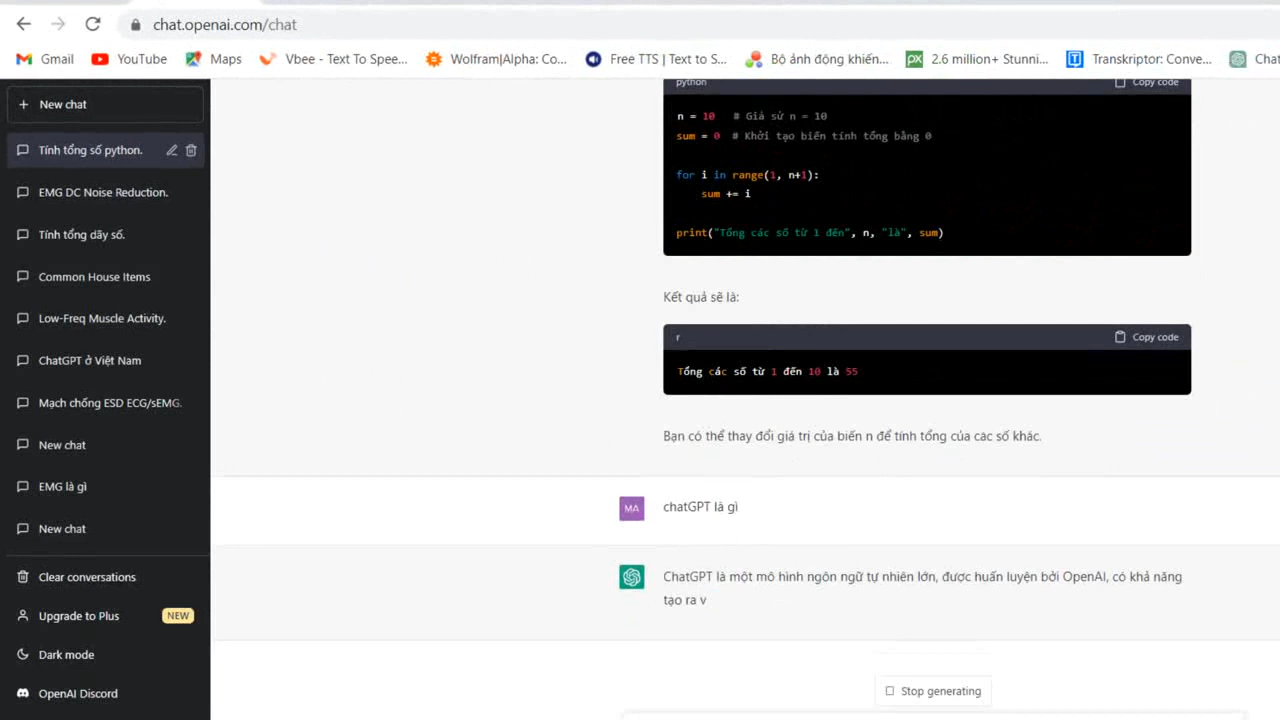 chat.openai.com/chat
Gmail
YouTube
Maps
Vbee - Text To Spee...
Wolfram|Alpha: Co...
Free TTS | Text to S...
Bộ ảnh động khiến...
PX
2.6 million+ Stunni...
Transkriptor: Conve...
Chat
New chat
Tính tổng số python.
EMG DC Noise Reduction.
Tính tổng dãy số.
Common House Items
Low-Freq Muscle Activity.
ChatGPT ở Việt Nam
Mạch chống ESD ECG/sEMG.
New chat
EMG là gì
New chat
Clear conversations
Upgrade to Plus
NEW
Dark mode
OpenAI Discord
python
Copy code
n = 10 # Giả sử n = 10
sum = 0 # Khởi tạo biến tính tổng bằng 0
for i in range(1, n+1):
sum += i
print("Tổng các số từ 1 đến", n, "là", sum)
Kết quả sẽ là:
r
Copy code
Tổng các số từ 1 đến 10 là 55
Bạn có thể thay đổi giá trị của biến n để tính tổng của các số khác.
MA
chatGPT là gì
ChatGPT là một mô hình ngôn ngữ tự nhiên lớn, được huấn luyện bởi OpenAI, có khả năng
tạo ra v
Stop generating